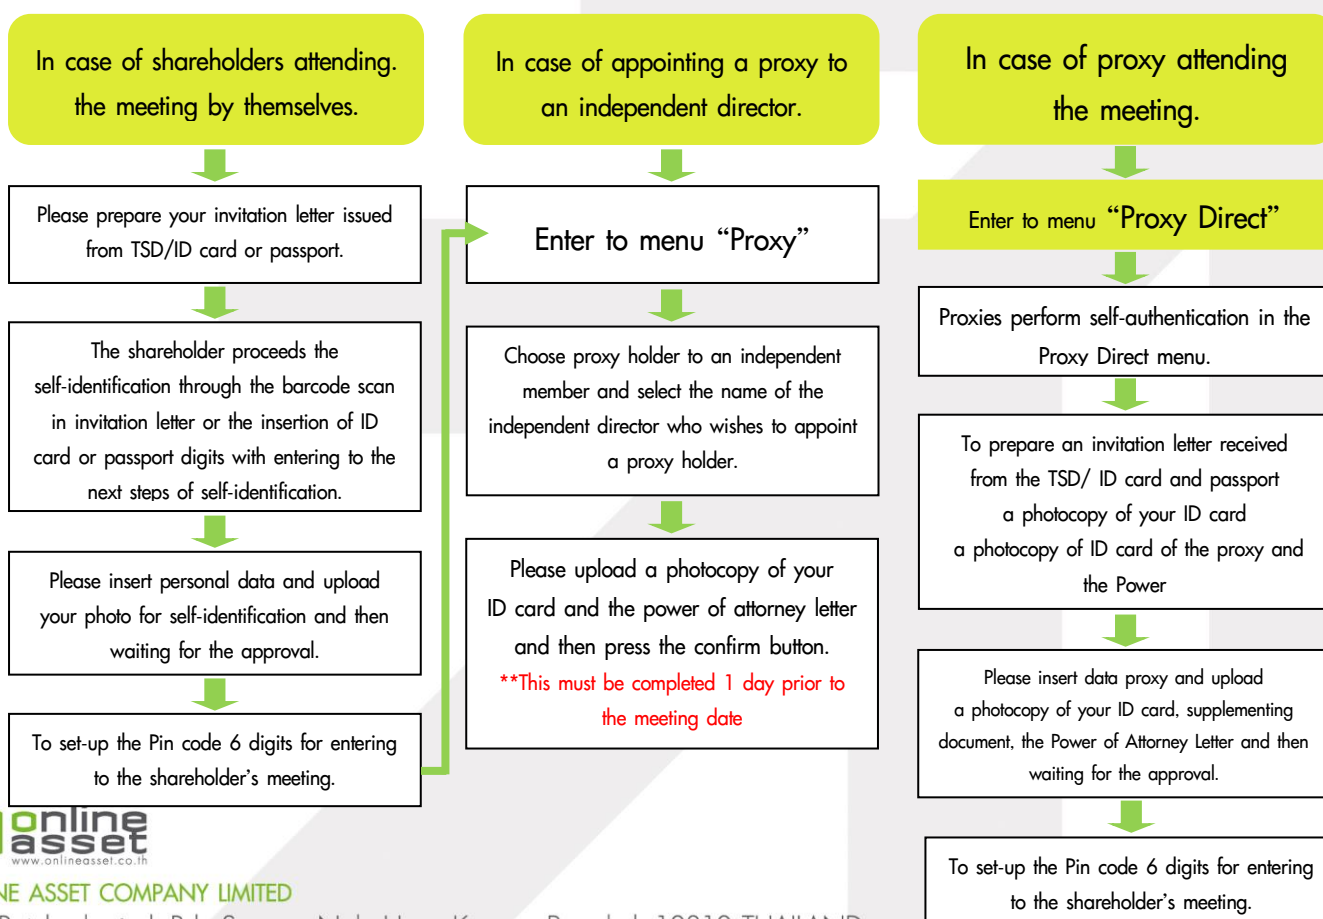 In case of shareholders attending.
the meeting by themselves.
Please prepare your invitation letter issued
from TSD/ID card or passport.
The shareholder proceeds the
self-identification through the barcode scan
in invitation letter or the insertion of ID
card or passport digits with entering to the
next steps of self-identification.
Please insert personal data and upload
your photo for self-identification and then
waiting for the approval.
To set-up the Pin code 6 digits for entering
to the shareholder's meeting.
In case of appointing a proxy to
an independent director.
Enter to menu “Proxy”
Choose proxy holder to an independent
member and select the name of the
independent director who wishes to appoint
a proxy holder.
Please upload a photocopy of your
ID card and the power of attorney letter
and then press the confirm button.
**This must be completed 1 day prior to
the meeting date
In case of proxy attending
the meeting.
Enter to menu “Proxy Direct”
Proxies perform self-authentication in the
Proxy Direct menu.
To prepare an invitation letter received
from the TSD/ ID card and passport
a photocopy of your ID card
a photocopy of ID card of the proxy and
the Power
Please insert data proxy and upload
a photocopy of your ID card, supplementing
document, the Power of Attorney Letter and then
waiting for the approval.
To set-up the Pin code 6 digits for entering
to the shareholder's meeting.
online
asset
www.onlineasset.co.th
NE ASSET COMPANY LIMITED